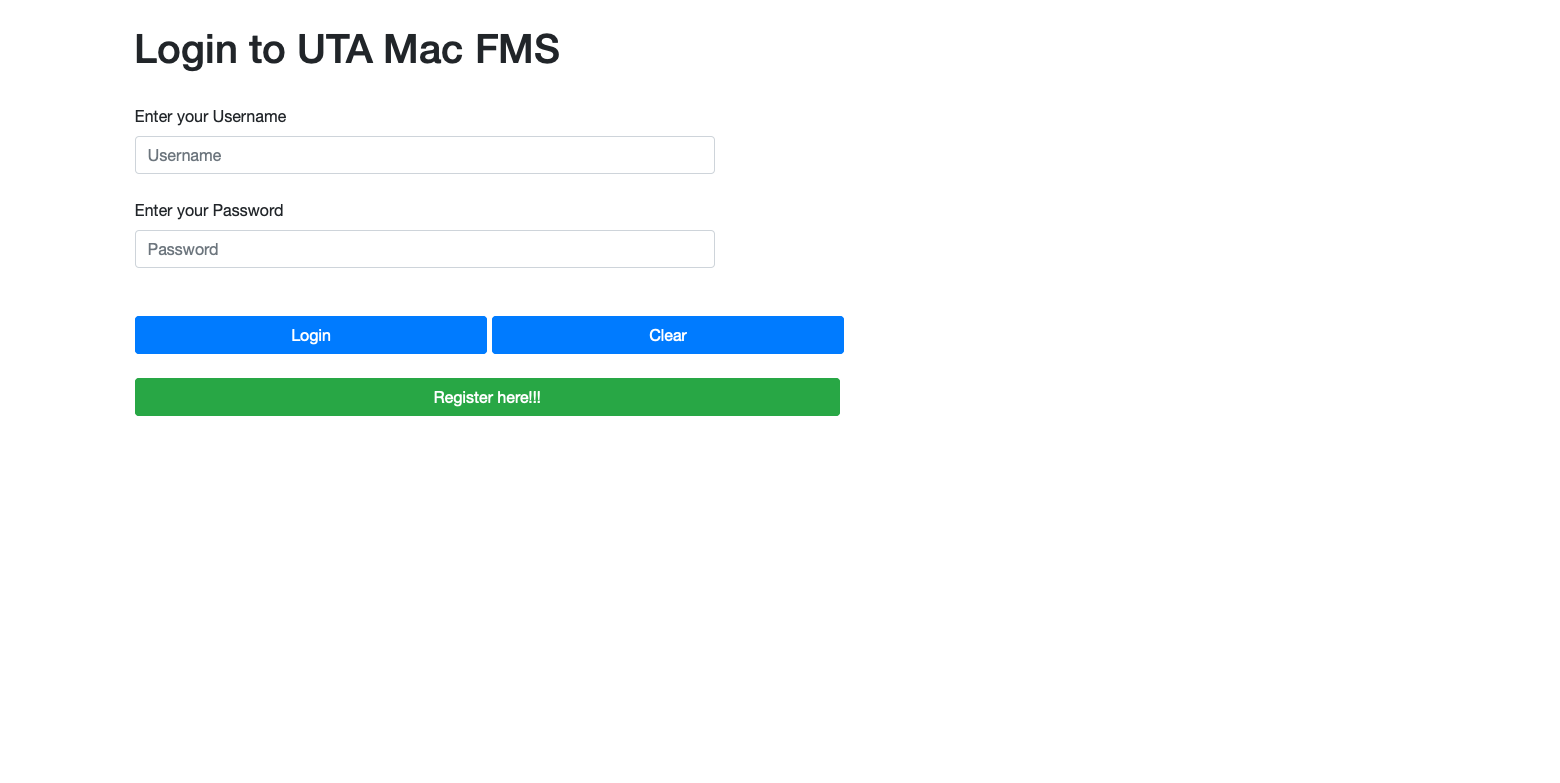 Login to UTA Mac FMS
Enter your Username
Username
Enter your Password
Password
Login Clear
Register here!!!